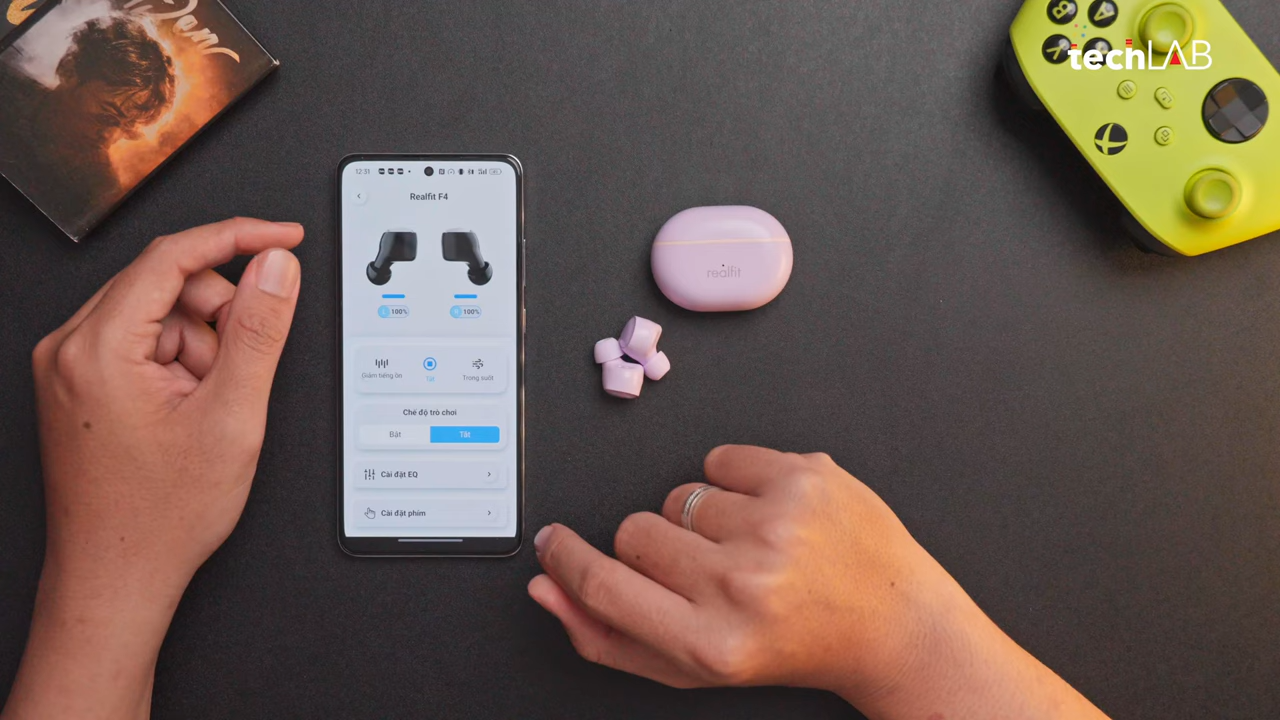 techLAB
B
A
Y
12:31
Realfit F4
100%
100%
Giảm tiếng ồn
Tắt
Trong suốt
Chế độ trò chơi
Bật
Tắt
Cài đặt EQ
Cài đặt phím
realfit